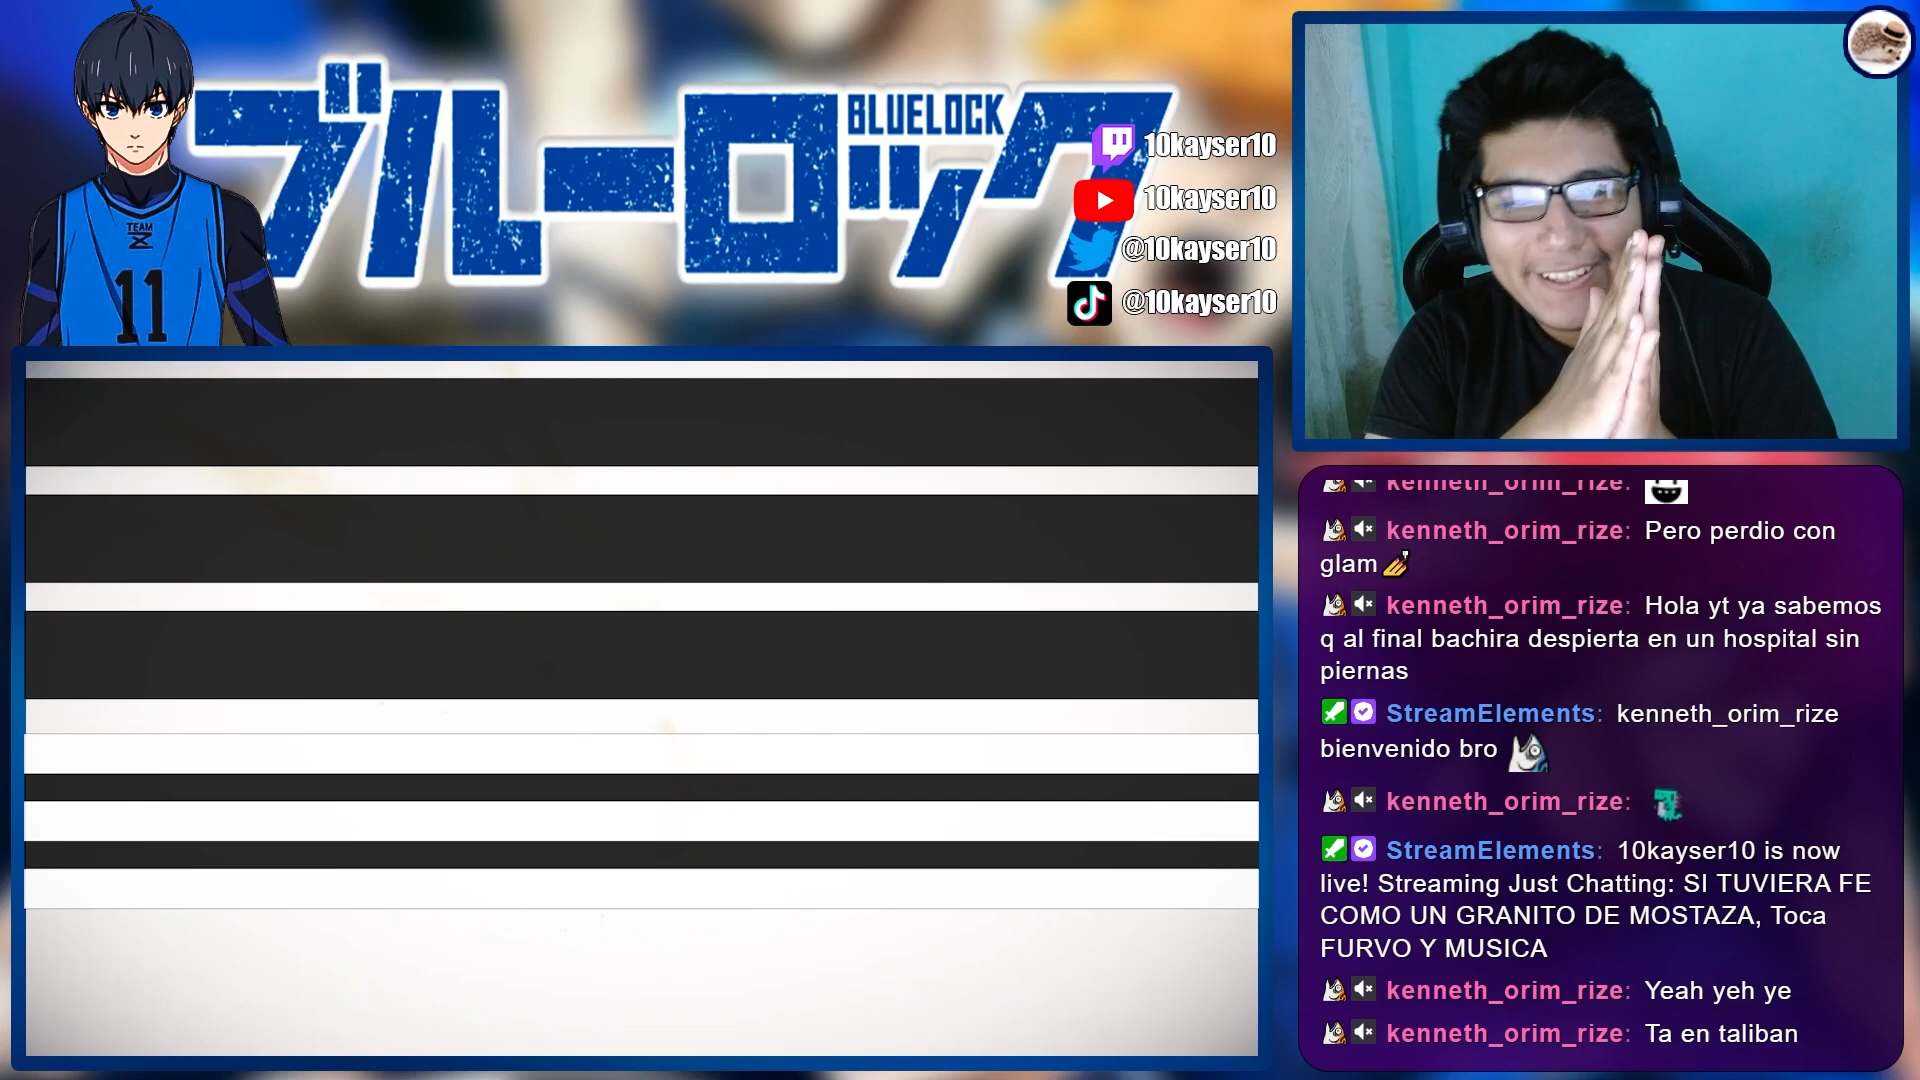 ブルーロック
BLUELOCK
TEAM
Z
11
10kayser10
10kayser10
@10kayser10
@10kayser10
kenneth_orim_rize:
kenneth_orim_rize: Pero perdio con
glam
kenneth_orim_rize: Hola yt ya sabemos
q al final bachira despierta en un hospital sin
piernas
StreamElements: kenneth_orim_rize
bienvenido bro
kenneth_orim_rize:
StreamElements: 10kayser10 is now
live! Streaming Just Chatting: SI TUVIERA FE
COMO UN GRANITO DE MOSTAZA, Toca
FURVO Y MUSICA
kenneth_orim_rize: Yeah yeh ye
kenneth_orim_rize: Ta en taliban